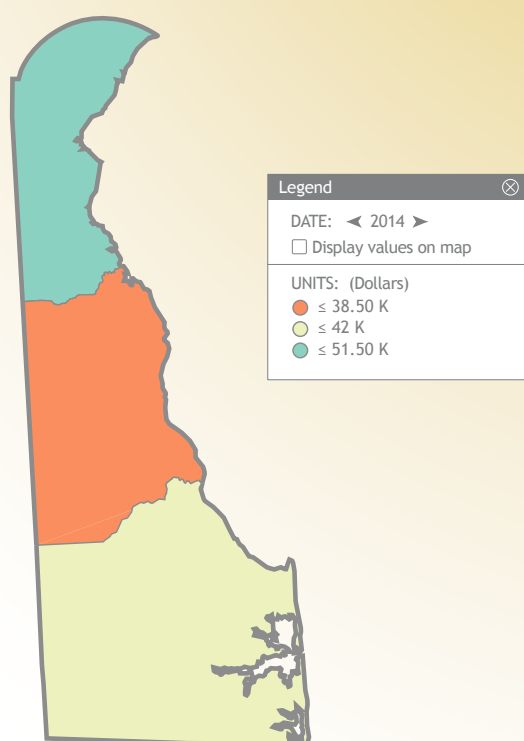 Legend
DATE: ⮜ 2014 ⮞
Display values on map
UNITS: (Dollars)
≤ 38.50 K
≤ 42 K
≤ 51.50 K